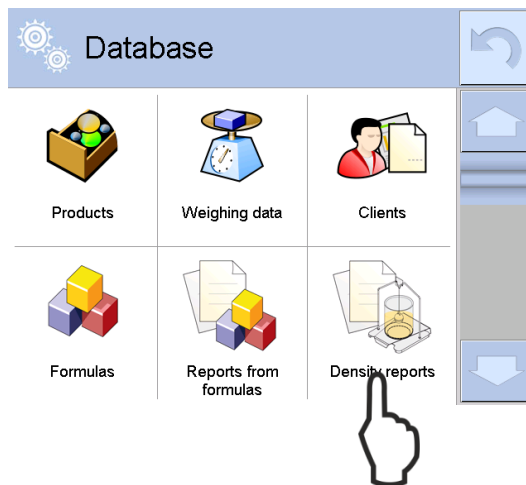 Database
Products
Weighing data
Clients
Formulas
Reports from
formulas
Density reports